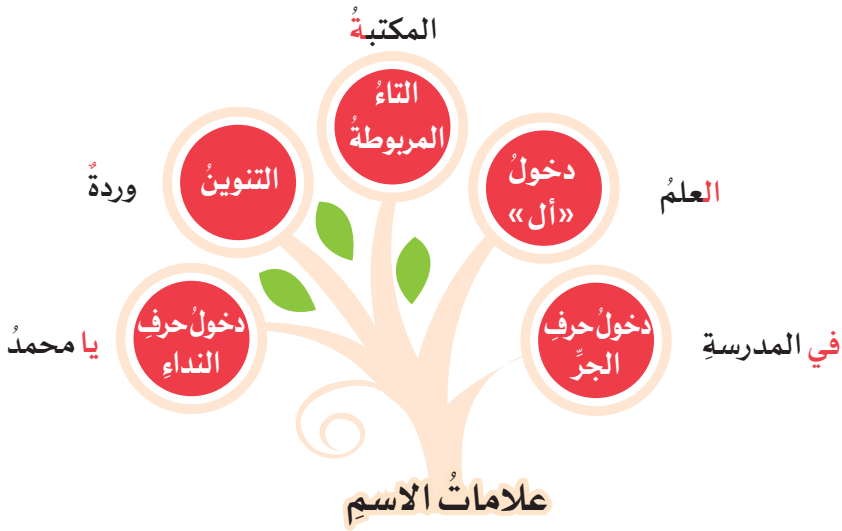 المكتبةُ
التاءُ
المربوطةُ
دخولُ
«أل»
العلمُ
التنوينُ
وردةٌ
دخولُ حرفِ
الجرِّ
في المدرسةِ
دخولُ حرفِ
النداءِ
يا محمدُ
علاماتُ الاسمِ